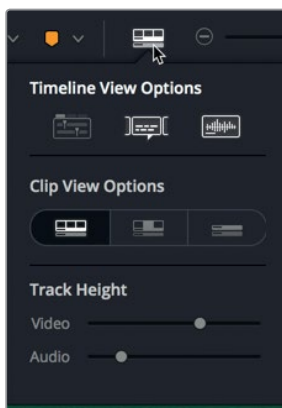 Timeline View Options
Clip View Options
Track Height
Video
Audio